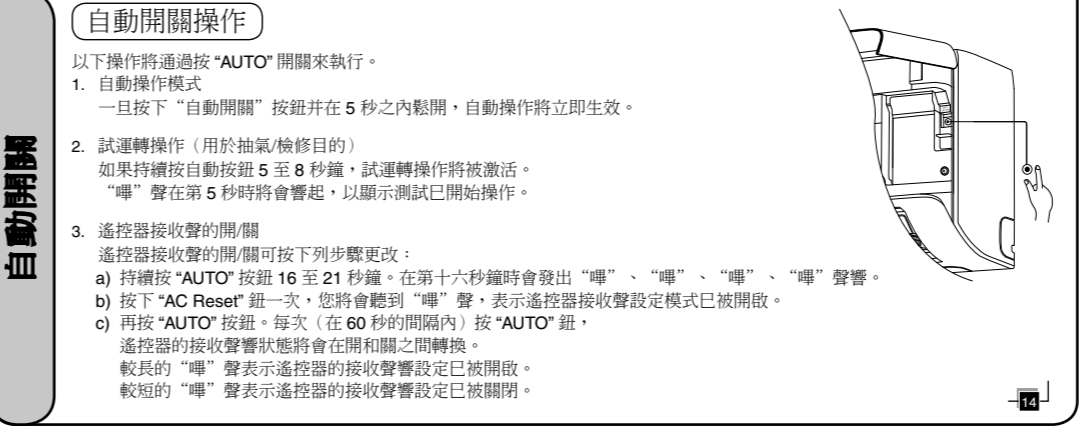 自動開關操作
以下操作將通過按 “AUTO” 開關來執行。
1. 自動操作模式
一旦按下“自動開關”按鈕并在 5 秒之內鬆開，自動操作將立即生效。
2. 試運轉操作（用於抽氣/檢修目的）
如果持續按自動按鈕 5 至 8 秒鐘，試運轉操作將被激活。
“嗶”聲在第 5 秒時將會響起，以顯示測試巳開始操作。
3. 遙控器接收聲的開/關
遙控器接收聲的開/關可按下列步驟更改：
a) 持續按 “AUTO” 按鈕 16 至 21 秒鐘。在第十六秒鐘時會發出“嗶”、“嗶”、“嗶”、“嗶”聲響。
b) 按下 “AC Reset” 鈕一次，您將會聽到“嗶”聲，表示遙控器接收聲設定模式巳被開啟。
c) 再按 “AUTO” 按鈕。每次（在 60 秒的間隔內）按 “AUTO” 鈕，
遙控器的接收聲響狀態將會在開和關之間轉換。
較長的“嗶”聲表示遙控器的接收聲響設定巳被開啟。
較短的“嗶”聲表示遙控器的接收聲響設定巳被關閉。
自動開關
14